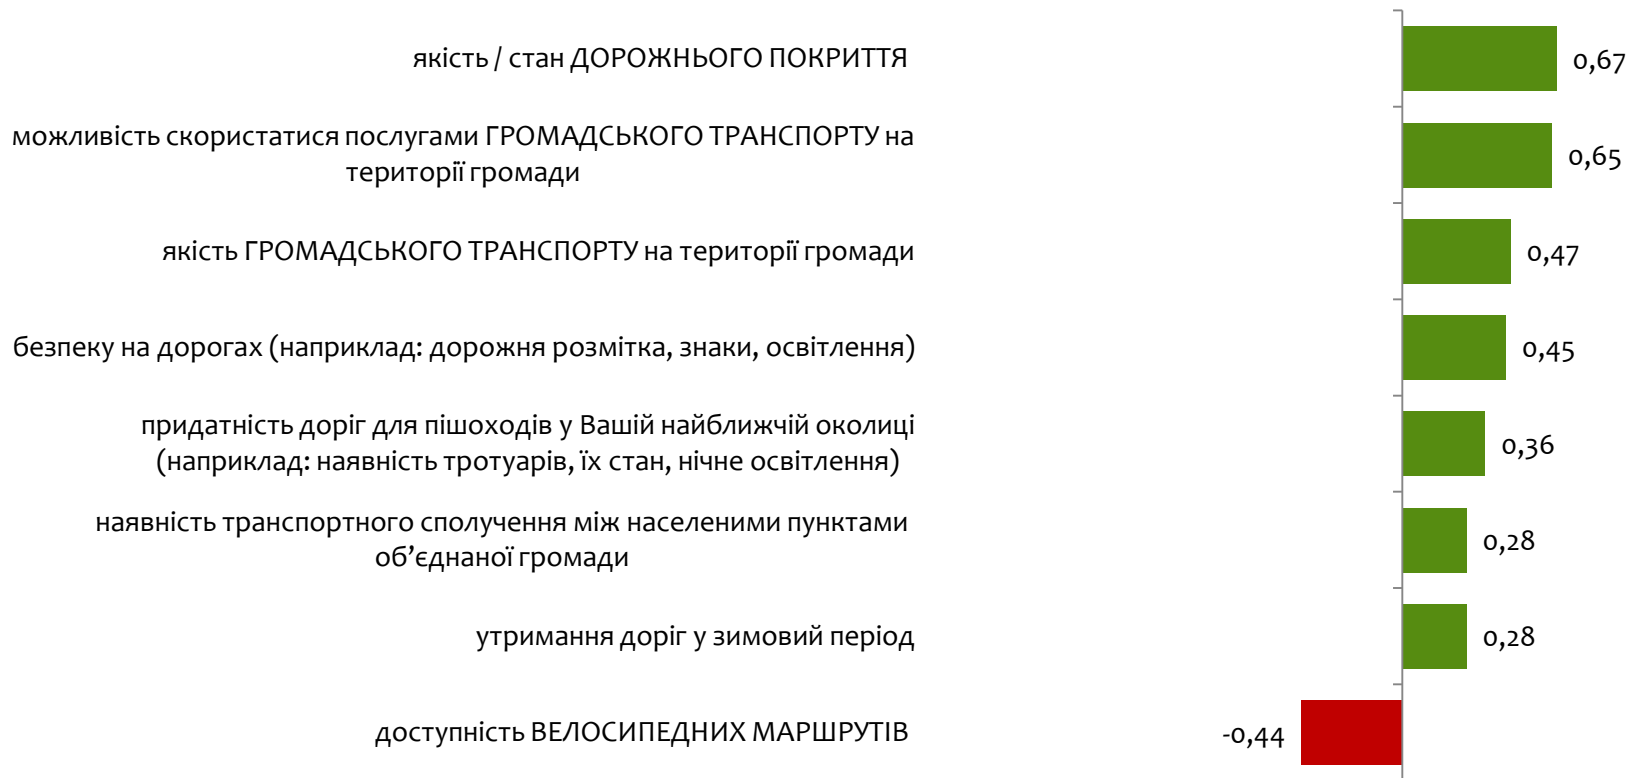 якість / стан ДОРОЖНЬОГО ПОКРИТТЯ
0,67
можливість скористатися послугами ГРОМАДСЬКОГО ТРАНСПОРТУ на
території громади
0,65
якість ГРОМАДСЬКОГО ТРАНСПОРТУ на території громади
0,47
безпеку на дорогах (наприклад: дорожня розмітка, знаки, освітлення)
0,45
придатність доріг для пішоходів у Вашій найближчій околиці
(наприклад: наявність тротуарів, їх стан, нічне освітлення)
0,36
наявність транспортного сполучення між населеними пунктами
об’єднаної громади
0,28
утримання доріг у зимовий період
0,28
доступність ВЕЛОСИПЕДНИХ МАРШРУТІВ
-0,44